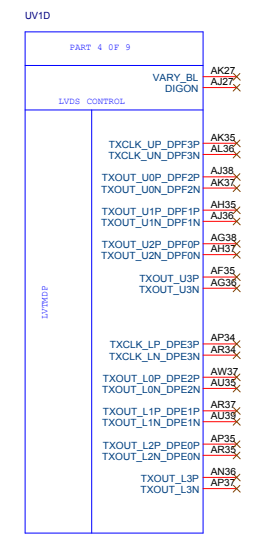 UV1D
PART 4 OF 9
VARY_BL AK27
DIGON AJ27
LVDS CONTROL
TXCLK_UP_DPF3P AK35
TXCLK_UN_DPF3N AL36
TXOUT_U0P_DPF2P AJ38
TXOUT_U0N_DPF2N AK37
TXOUT_U1P_DPF1P AH35
TXOUT_U1N_DPF1N AJ36
TXOUT_U2P_DPF0P AG38
TXOUT_U2N_DPF0N AH37
TXOUT_U3P AF35
TXOUT_U3N AG36
LVTMDP
TXCLK_LP_DPE3P AP34
TXCLK_LN_DPE3N AR34
TXOUT_L0P_DPE2P AW37
TXOUT_L0N_DPE2N AU35
TXOUT_L1P_DPE1P AR37
TXOUT_L1N_DPE1N AU39
TXOUT_L2P_DPE0P AP35
TXOUT_L2N_DPE0N AR35
TXOUT_L3P AN36
TXOUT_L3N AP37